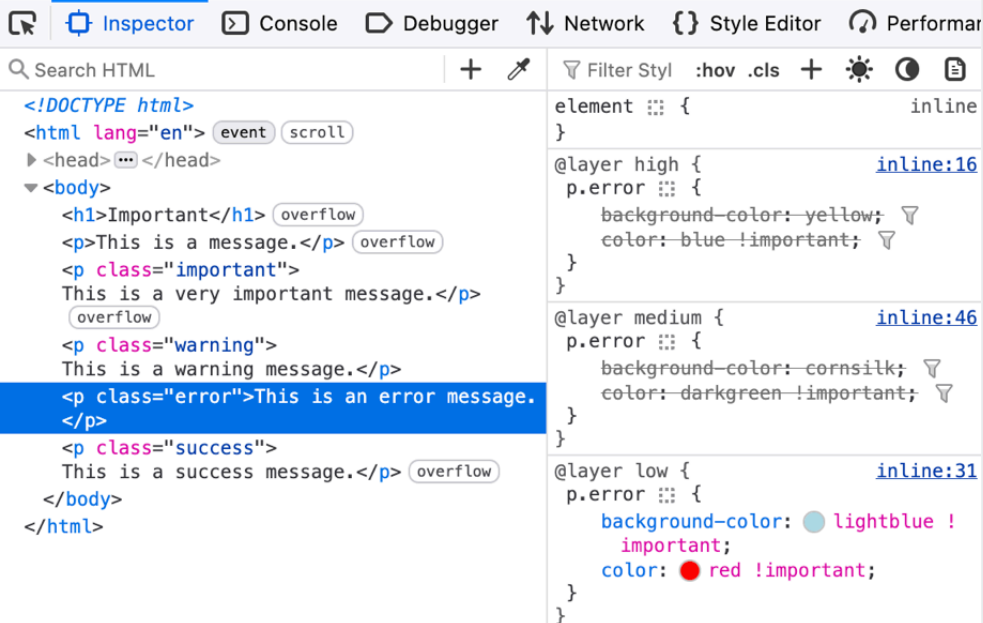 Inspector Console Debugger Network {} Style Editor Performan
Search HTML
Filter Styl :hov .cls
<!DOCTYPE html>
<html lang="en"> event scroll
<head> ••• </head>
<body>
<h1>Important</h1> overflow
<p>This is a message.</p> overflow
<p class="important">
This is a very important message.</p>
overflow
<p class="warning">
This is a warning message.</p>
<p class="error">This is an error message.
</p>
<p class="success">
This is a success message.</p> overflow
</body>
</html>
element { inline
}
@layer high { inline:16
p.error {
background-color: yellow;
color: blue !important;
}
}
@layer medium { inline:46
p.error {
background-color: cornsilk;
color: darkgreen !important;
}
}
@layer low { inline:31
p.error {
background-color: lightblue !
important;
color: red !important;
}
}